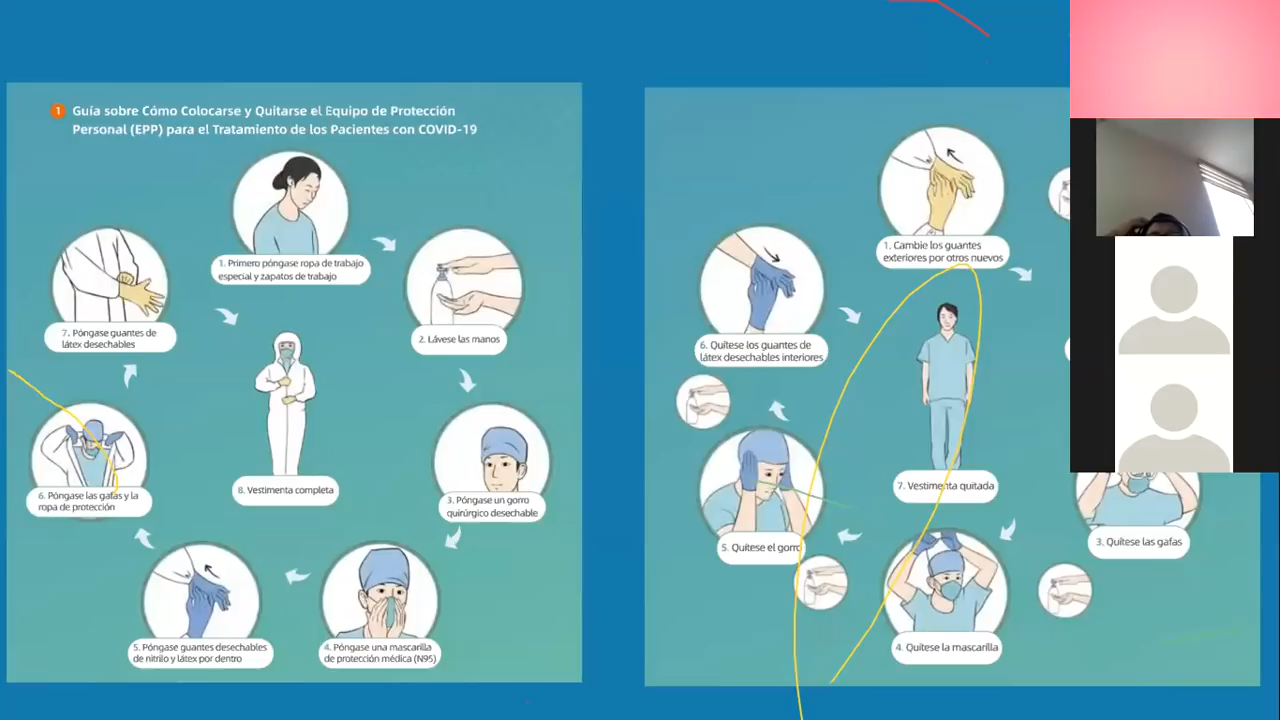 1 Guía sobre Cómo Colocarse y Quitarse el Equipo de Protección
Personal (EPP) para el Tratamiento de los Pacientes con COVID-19
1. Primero póngase ropa de trabajo
especial y zapatos de trabajo
2. Lávese las manos
3. Póngase un gorro
quirúrgico desechable
4. Póngase una mascarilla
de protección médica (N95)
5. Póngase guantes desechables
de nitrilo y látex por dentro
6. Póngase las gafas y la
ropa de protección
7. Póngase guantes de
látex desechables
8. Vestimenta completa
1. Cambie los guantes
exteriores por otros nuevos
3. Quítese las gafas
4. Quítese la mascarilla
5. Quítese el gorro
6. Quítese los guantes de
látex desechables interiores
7. Vestimenta quitada